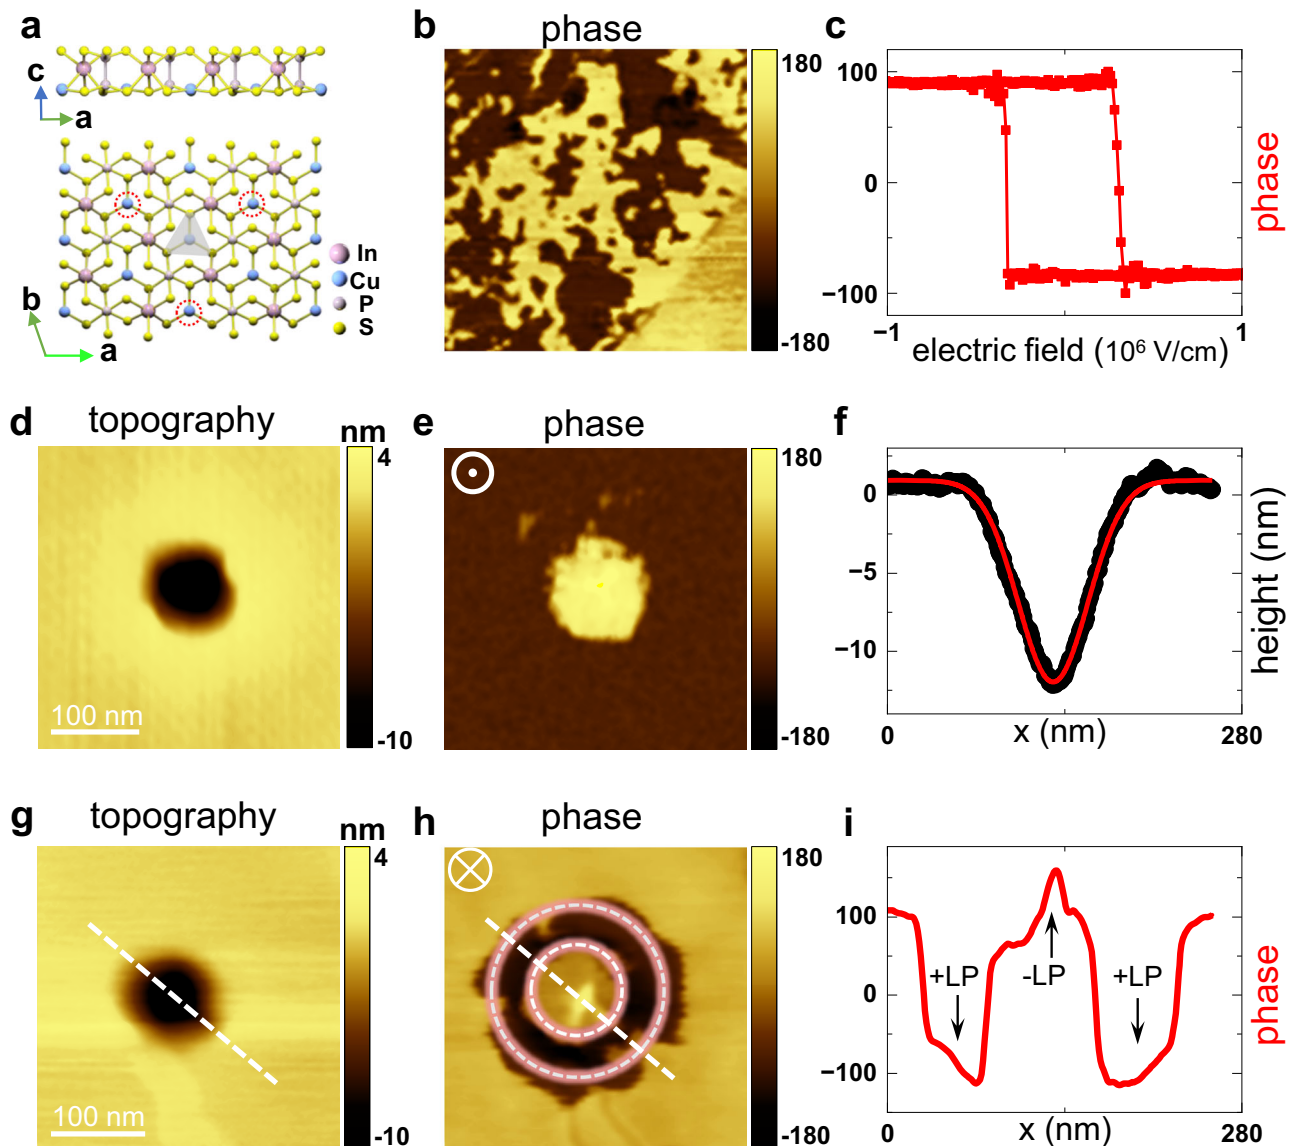 a
c
a
b
a
In
Cu
P
S
b
phase
180
-180
c
100
0
−100
−1
1
electric field (10⁶ V/cm)
phase
d
topography
nm
4
-10
100 nm
e
phase
180
-180
f
0
−5
−10
0
280
x (nm)
height (nm)
g
topography
nm
4
-10
100 nm
h
phase
180
-180
i
100
0
−100
+LP
-LP
+LP
0
280
x (nm)
phase